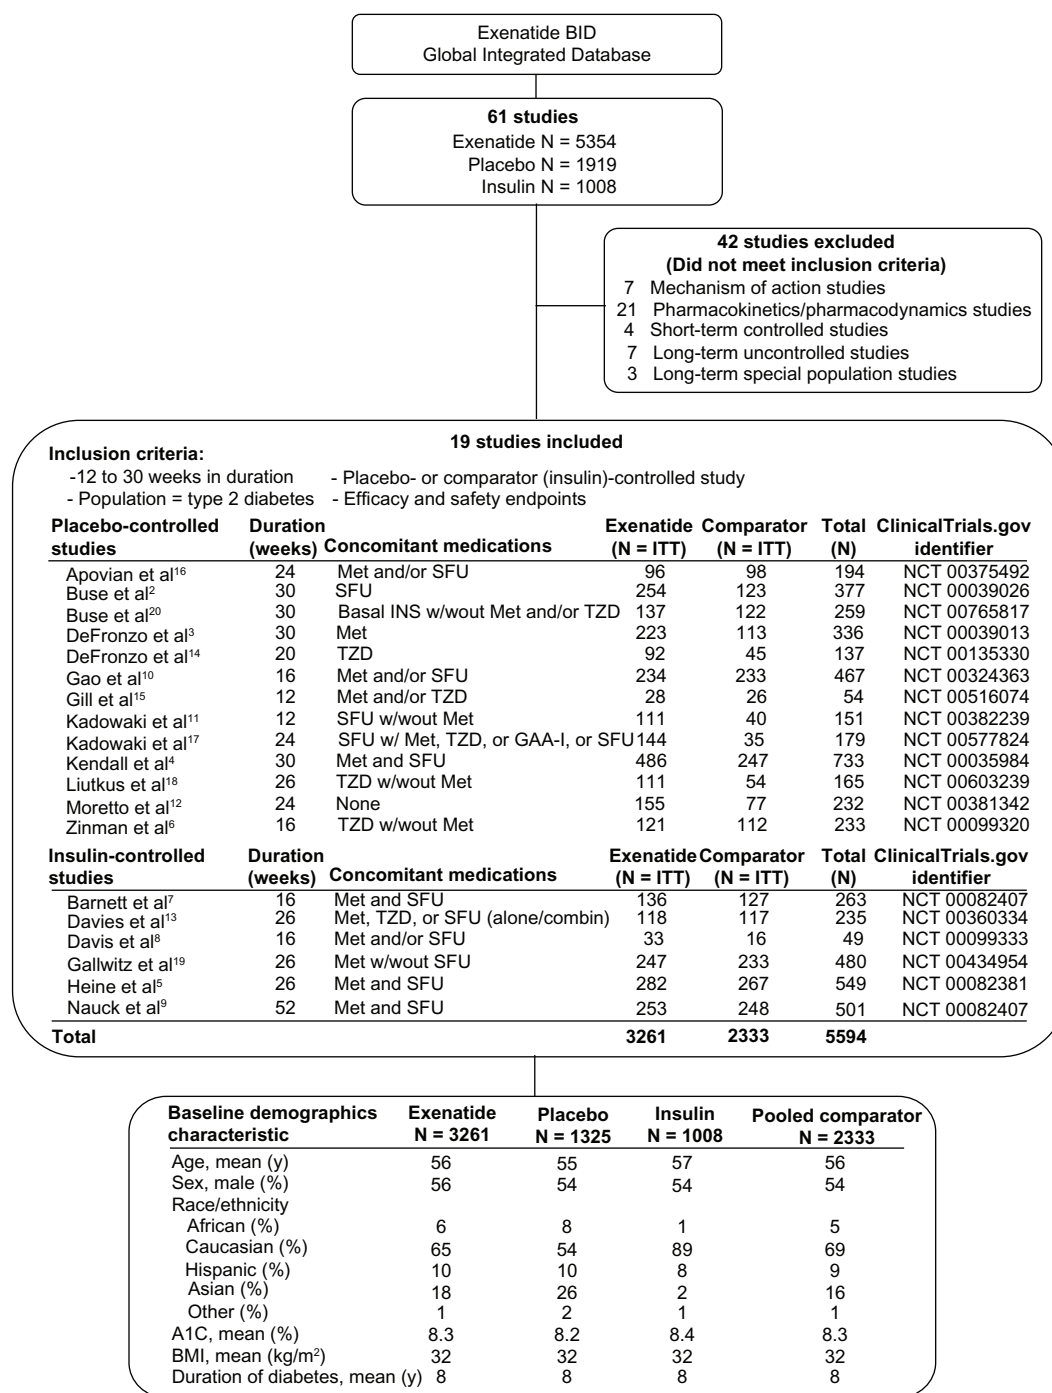 Exenatide BID
Global Integrated Database
61 studies
Exenatide N = 5354
Placebo N = 1919
Insulin N = 1008
42 studies excluded
(Did not meet inclusion criteria)
7 Mechanism of action studies
21 Pharmacokinetics/pharmacodynamics studies
4 Short-term controlled studies
7 Long-term uncontrolled studies
3 Long-term special population studies
19 studies included
Inclusion criteria:
-12 to 30 weeks in duration - Placebo- or comparator (insulin)-controlled study
- Population = type 2 diabetes - Efficacy and safety endpoints
Placebo-controlled Duration Exenatide Comparator Total ClinicalTrials.gov
studies (weeks) Concomitant medications (N = ITT) (N = ITT) (N) identifier
Apovian et al¹⁶ 24 Met and/or SFU 96 98 194 NCT 00375492
Buse et al² 30 SFU 254 123 377 NCT 00039026
Buse et al²⁰ 30 Basal INS w/wout Met and/or TZD 137 122 259 NCT 00765817
DeFronzo et al³ 30 Met 223 113 336 NCT 00039013
DeFronzo et al¹⁴ 20 TZD 92 45 137 NCT 00135330
Gao et al¹⁰ 16 Met and/or SFU 234 233 467 NCT 00324363
Gill et al¹⁵ 12 Met and/or TZD 28 26 54 NCT 00516074
Kadowaki et al¹¹ 12 SFU w/wout Met 111 40 151 NCT 00382239
Kadowaki et al¹⁷ 24 SFU w/ Met, TZD, or GAA-I, or SFU 144 35 179 NCT 00577824
Kendall et al⁴ 30 Met and SFU 486 247 733 NCT 00035984
Liutkus et al¹⁸ 26 TZD w/wout Met 111 54 165 NCT 00603239
Moretto et al¹² 24 None 155 77 232 NCT 00381342
Zinman et al⁶ 16 TZD w/wout Met 121 112 233 NCT 00099320
Insulin-controlled Duration Exenatide Comparator Total ClinicalTrials.gov
studies (weeks) Concomitant medications (N = ITT) (N = ITT) (N) identifier
Barnett et al⁷ 16 Met and SFU 136 127 263 NCT 00082407
Davies et al¹³ 26 Met, TZD, or SFU (alone/combin) 118 117 235 NCT 00360334
Davis et al⁸ 16 Met and/or SFU 33 16 49 NCT 00099333
Gallwitz et al¹⁹ 26 Met w/wout SFU 247 233 480 NCT 00434954
Heine et al⁵ 26 Met and SFU 282 267 549 NCT 00082381
Nauck et al⁹ 52 Met and SFU 253 248 501 NCT 00082407
Total 3261 2333 5594
Baseline demographics Exenatide Placebo Insulin Pooled comparator
characteristic N = 3261 N = 1325 N = 1008 N = 2333
Age, mean (y) 56 55 57 56
Sex, male (%) 56 54 54 54
Race/ethnicity
African (%) 6 8 1 5
Caucasian (%) 65 54 89 69
Hispanic (%) 10 10 8 9
Asian (%) 18 26 2 16
Other (%) 1 2 1 1
A1C, mean (%) 8.3 8.2 8.4 8.3
BMI, mean (kg/m²) 32 32 32 32
Duration of diabetes, mean (y) 8 8 8 8